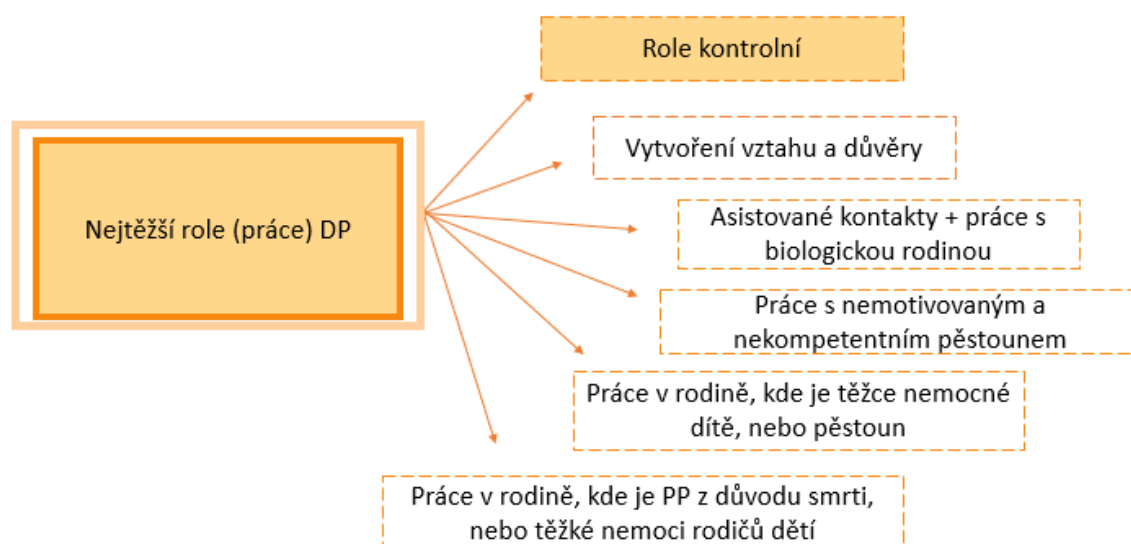 Role kontrolní
Vytvoření vztahu a důvěry
Nejtěžší role (práce) DP
Asistované kontakty + práce s
biologickou rodinou
Práce s nemotivovaným a
nekompetentním pěstounem
Práce v rodině, kde je těžce nemocné
dítě, nebo pěstoun
Práce v rodině, kde je PP z důvodu smrti,
nebo těžké nemoci rodičů dětí